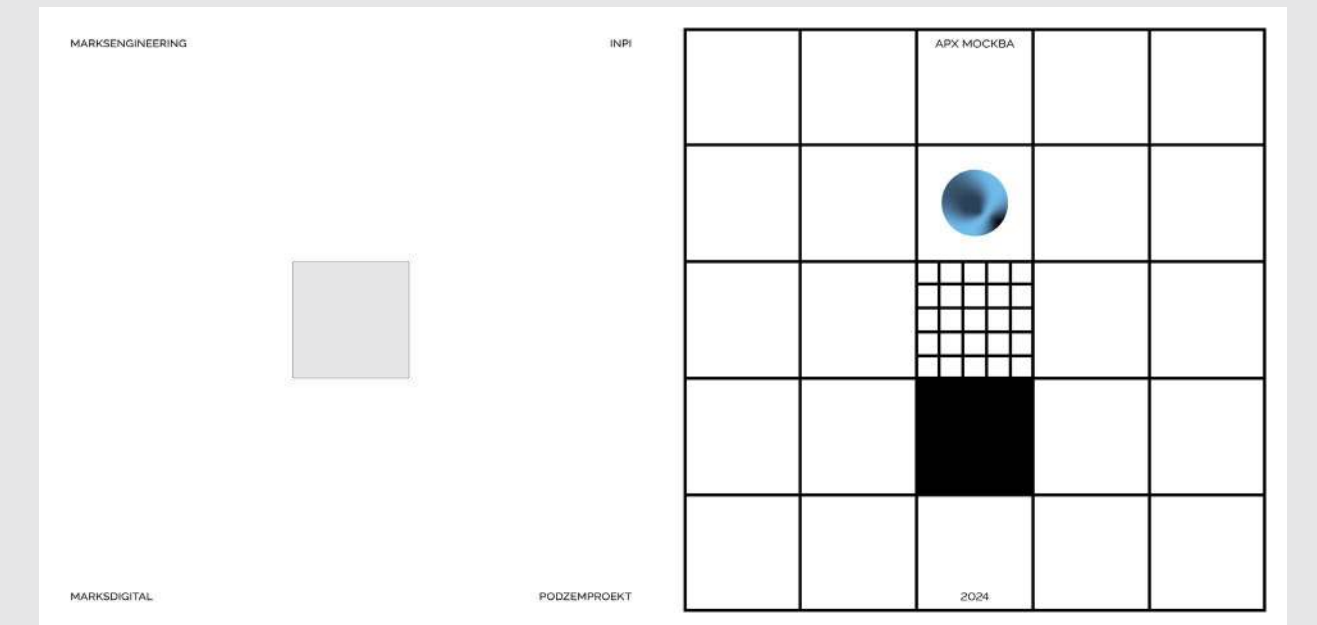 MARKSENGINEERING
INPI
MARKSDIGITAL
PODZEMPROEKT
АРХ МОСКВА
2024